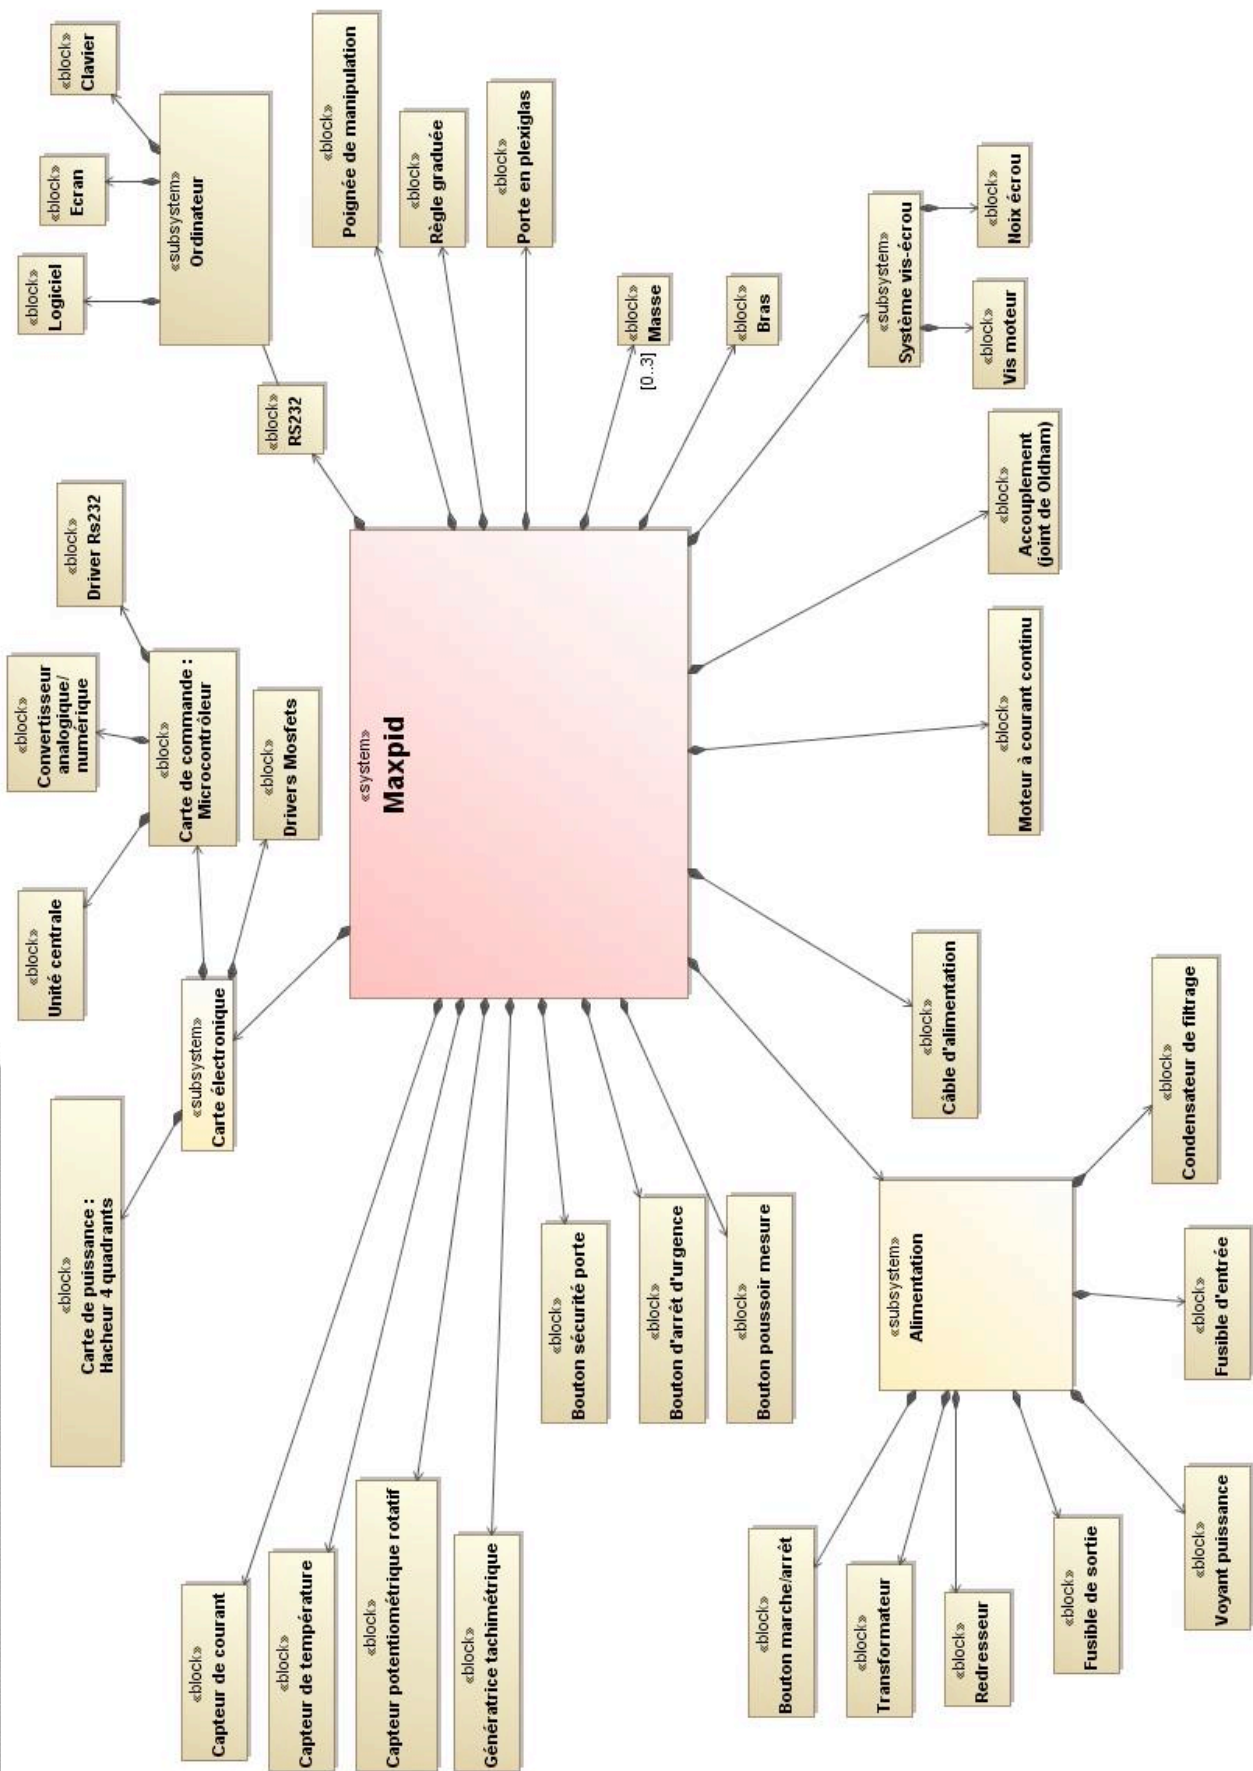 «block»
Carte de puissance :
Hacheur 4 quadrants
«block»
Unité centrale
«block»
Convertisseur
analogique/
numérique
«block»
Driver Rs232
«block»
Logiciel
«block»
Ecran
«block»
Clavier
«subsystem»
Carte électronique
«block»
Carte de commande :
Microcontrôleur
«block»
Drivers Mosfets
«subsystem»
Ordinateur
«block»
RS232
«block»
Capteur de courant
«block»
Capteur de température
«block»
Capteur potentiométrique rotatif
«block»
Génératrice tachimétrique
«system»
Maxpid
«block»
Poignée de manipulation
«block»
Règle graduée
«block»
Porte en plexiglas
«block»
Bouton sécurité porte
«block»
Bouton d'arrêt d'urgence
«block»
Bouton poussoir mesure
«block»
Masse
[0..3]
«block»
Bras
«block»
Bouton marche/arrêt
«block»
Transformateur
«block»
Redresseur
«block»
Fusible de sortie
«block»
Voyant puissance
«subsystem»
Alimentation
«block»
Fusible d'entrée
«block»
Condensateur de filtrage
«block»
Câble d'alimentation
«block»
Moteur à courant continu
«block»
Accouplement
(joint de Oldham)
«subsystem»
Système vis-écrou
«block»
Vis moteur
«block»
Noix écrou